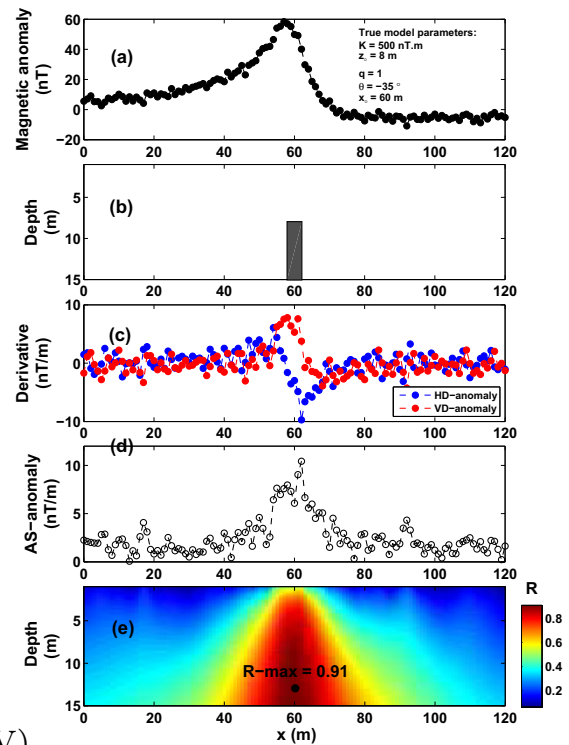 Magnetic anomaly
(nT)
60
40
20
0
−20
(a)
True model parameters:
K = 500 nT.m
z◦ = 8 m
q = 1
θ = −35 °
x◦ = 60 m
0 20 40 60 80 100 120
Depth
(m)
5
10
15
(b)
0 20 40 60 80 100 120
Derivative
(nT/m)
10
0
−10
(c)
HD−anomaly
VD−anomaly
0 20 40 60 80 100 120
AS−anomaly
(nT/m)
10
5
0
(d)
0 20 40 60 80 100 120
Depth
(m)
5
10
15
(e)
R−max = 0.91
0 20 40 60 80 100 120
x (m)
R
0.8
0.6
0.4
0.2